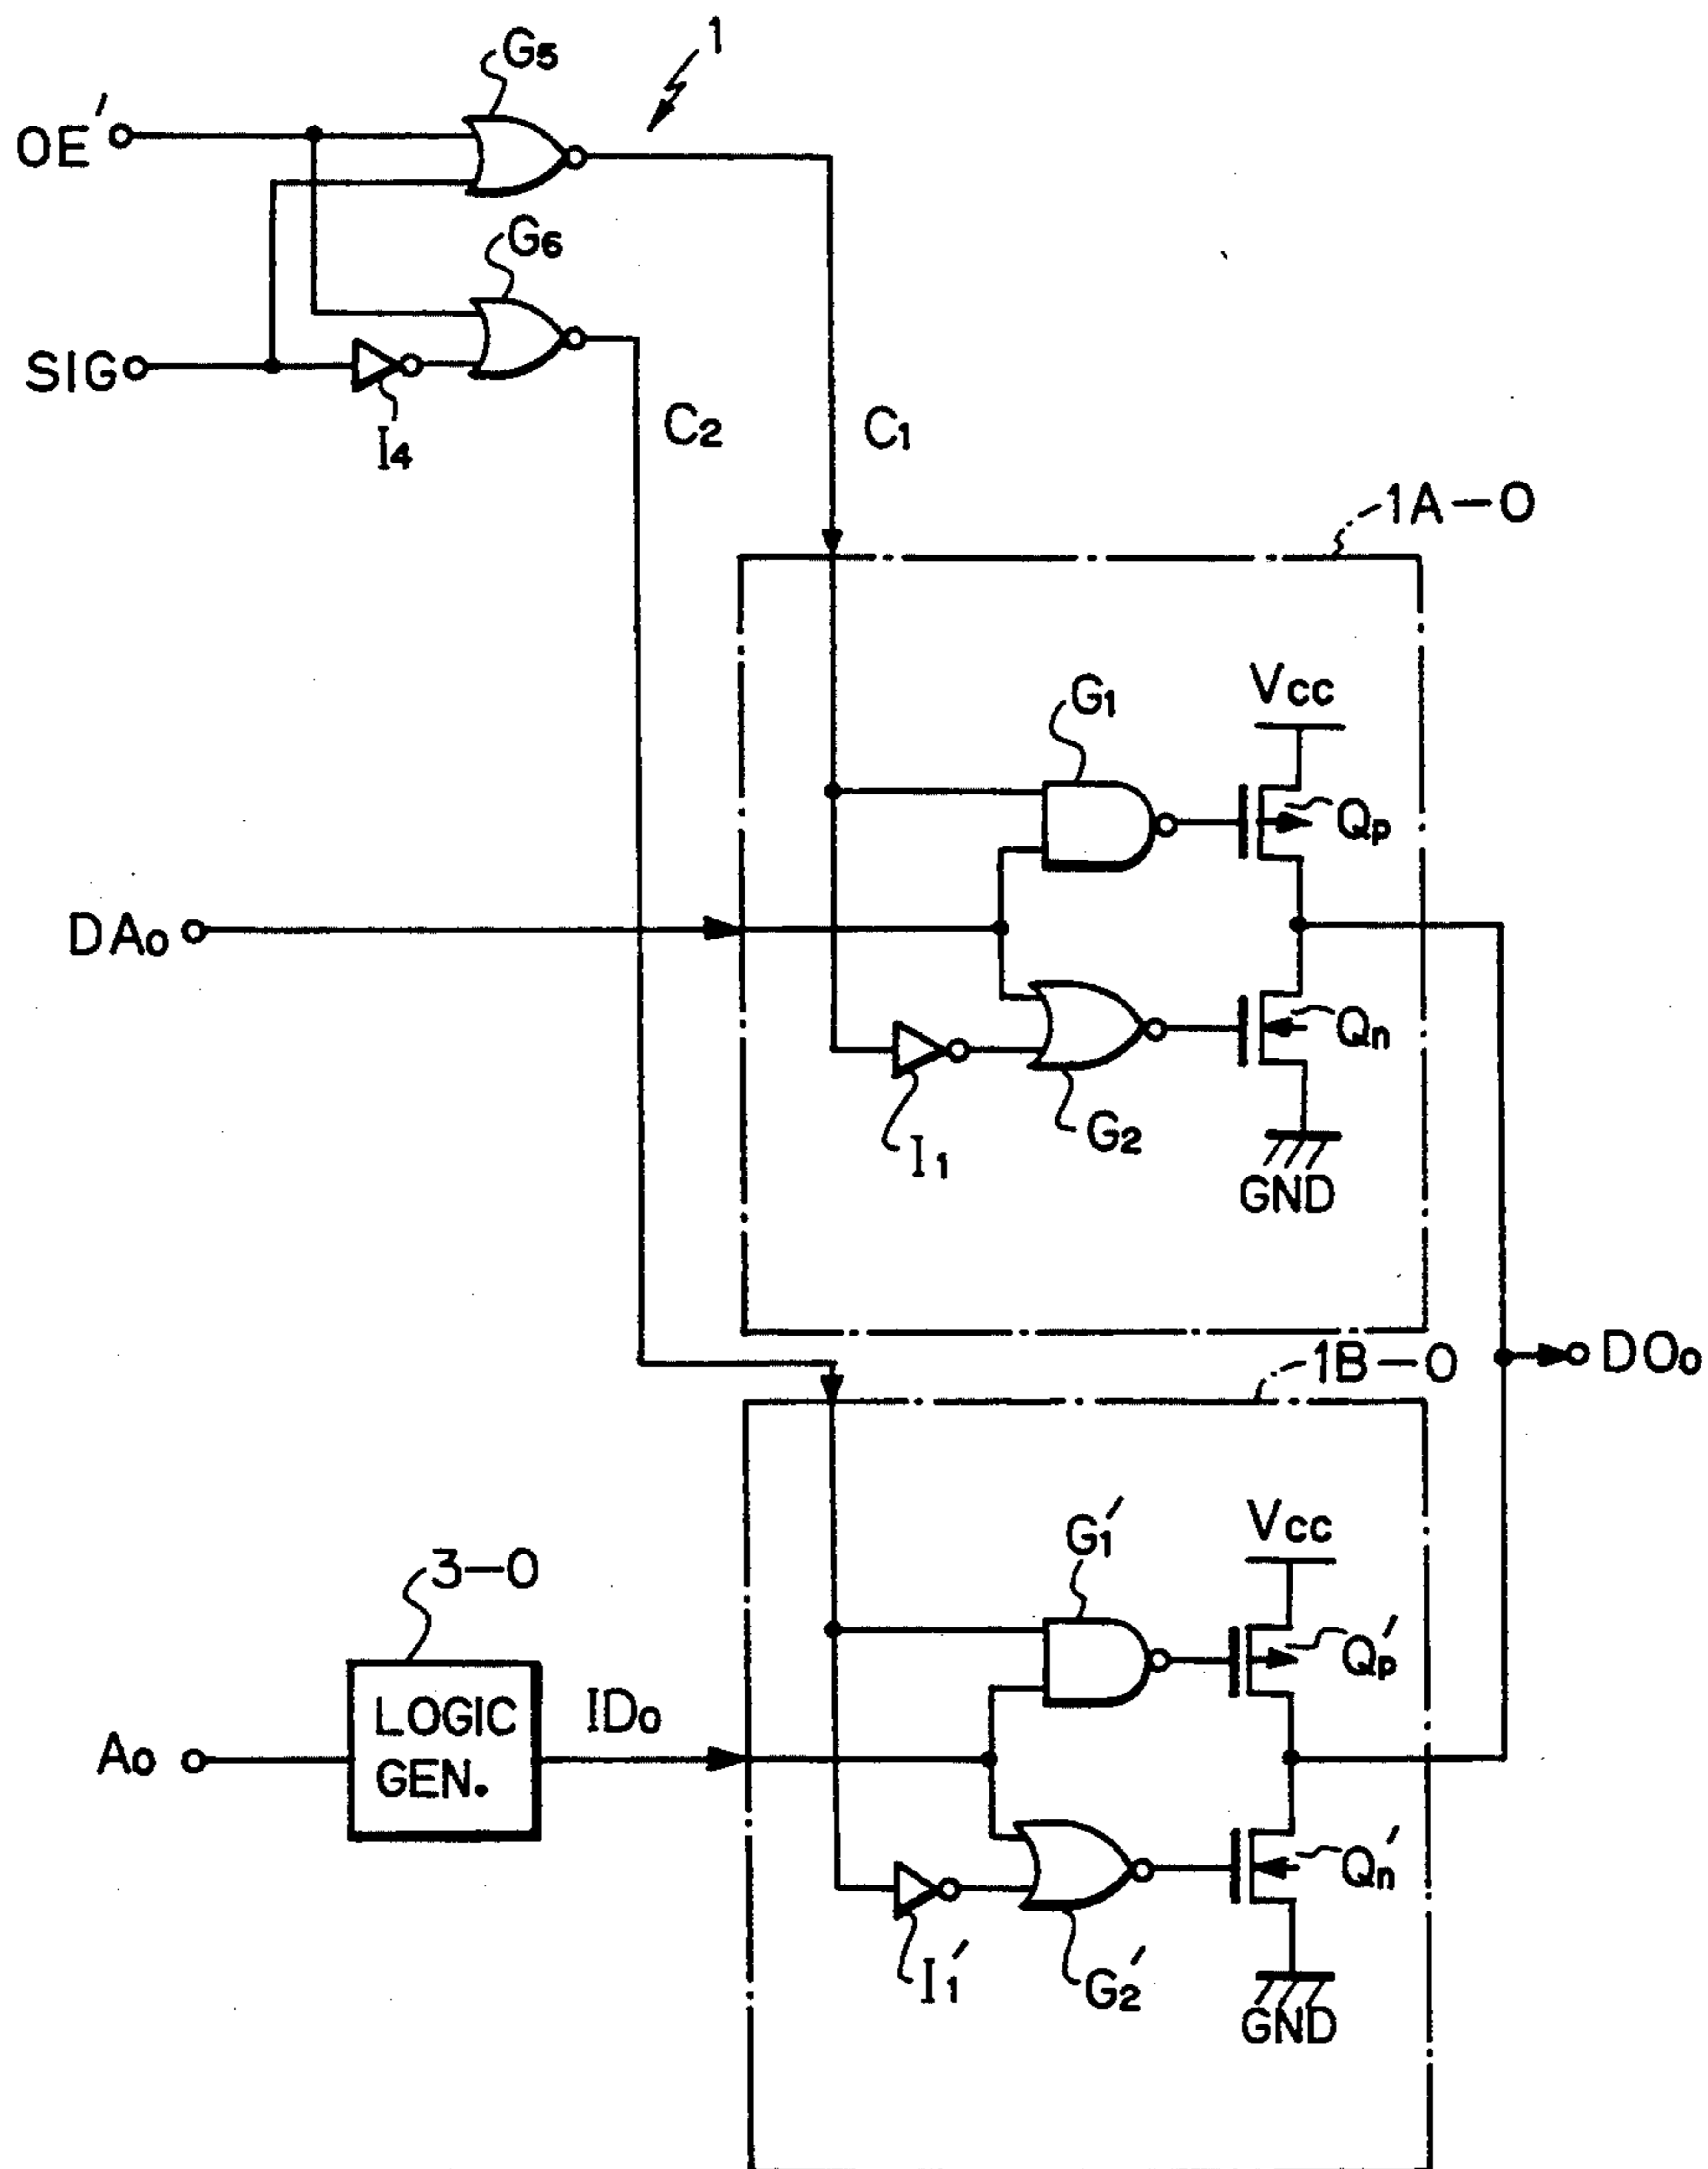 1
G5
OE'
G6
SIG
I4
C2
C1
1A-0
Vcc
G1
Qp
DA0
Qn
I1
G2
GND
DO0
1B-0
Vcc
G1'
3-0
Qp'
LOGIC
GEN.
ID0
A0
Qn'
I1'
G2'
GND